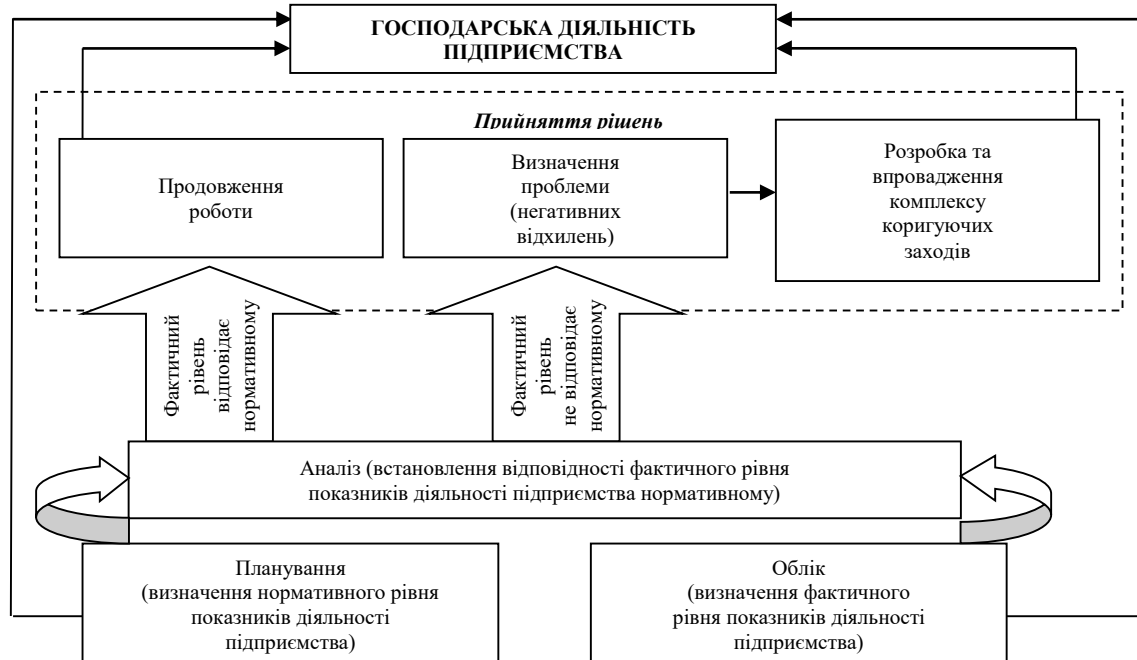 ГОСПОДАРСЬКА ДІЯЛЬНІСТЬ
ПІДПРИЄМСТВА
Прийняття рішень
Продовження
роботи
Визначення
проблеми
(негативних
відхилень)
Розробка та
впровадження
комплексу
коригуючих
заходів
Фактичний
рівень
відповідає
нормативному
Фактичний
рівень
не відповідає
нормативному
Аналіз (встановлення відповідності фактичного рівня
показників діяльності підприємства нормативному)
Планування
(визначення нормативного рівня
показників діяльності
підприємства)
Облік
(визначення фактичного
рівня показників діяльності
підприємства)